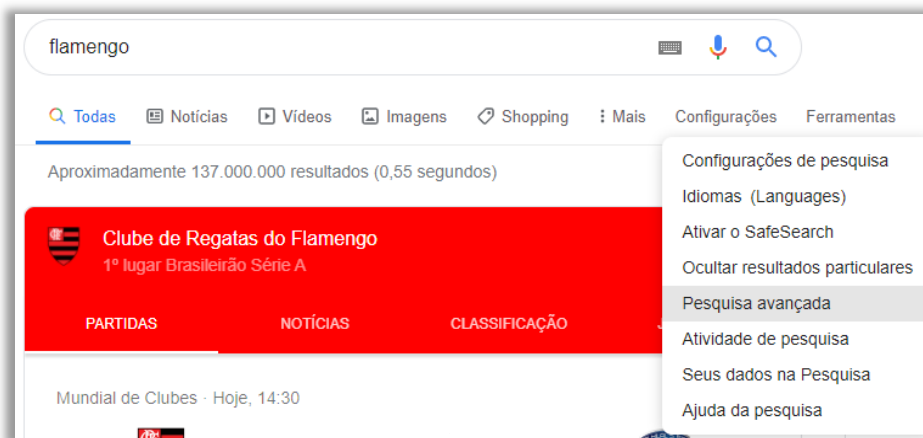 flamengo
Todas Notícias Vídeos Imagens Shopping Mais Configurações Ferramentas
Aproximadamente 137.000.000 resultados (0,55 segundos)
Clube de Regatas do Flamengo
1º lugar Brasileirão Série A
PARTIDAS NOTÍCIAS CLASSIFICAÇÃO
Mundial de Clubes · Hoje, 14:30
Configurações de pesquisa
Idiomas (Languages)
Ativar o SafeSearch
Ocultar resultados particulares
Pesquisa avançada
Atividade de pesquisa
Seus dados na Pesquisa
Ajuda da pesquisa